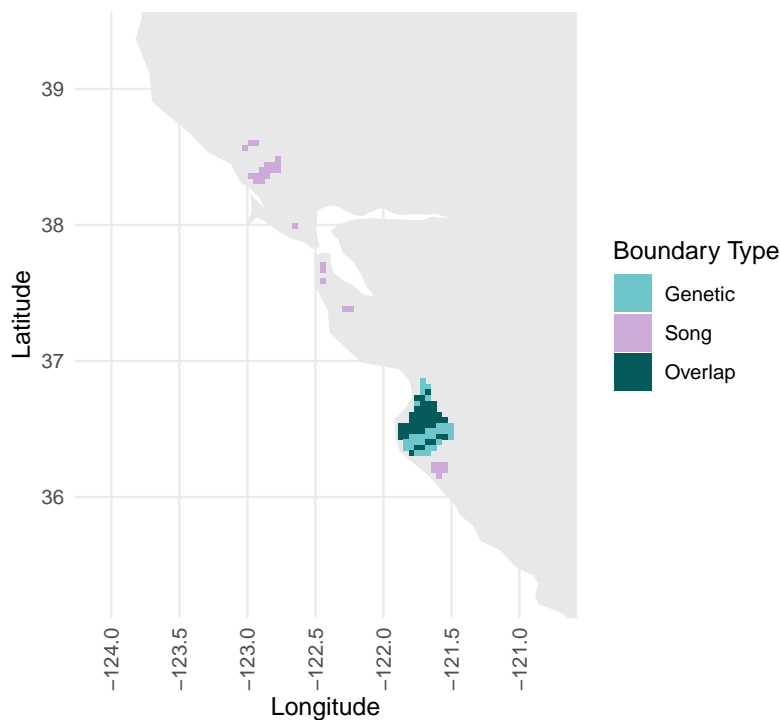 39
38
37
36
Latitude
−124.0
−123.5
−123.0
−122.5
−122.0
−121.5
−121.0
Longitude
Boundary Type
Genetic
Song
Overlap